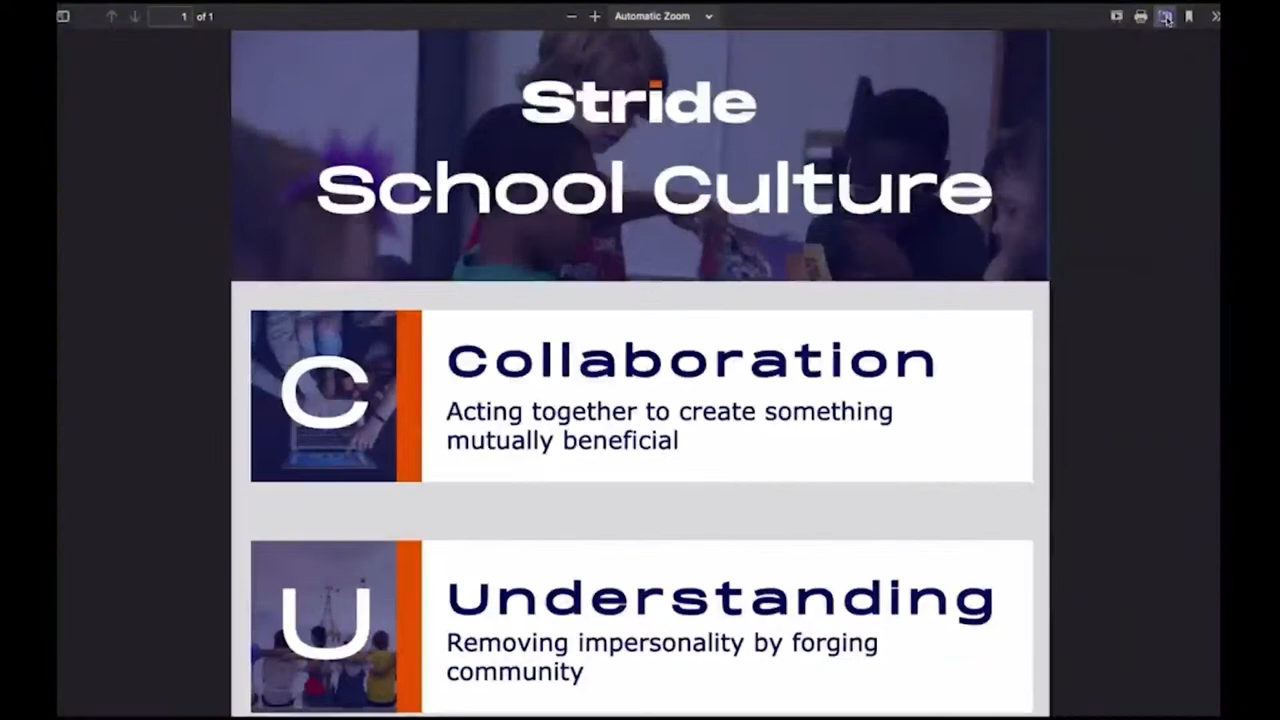 1 of 1 Automatic Zoom
Stride
School Culture
C
Collaboration
Acting together to create something
mutually beneficial
U
Understanding
Removing impersonality by forging
community